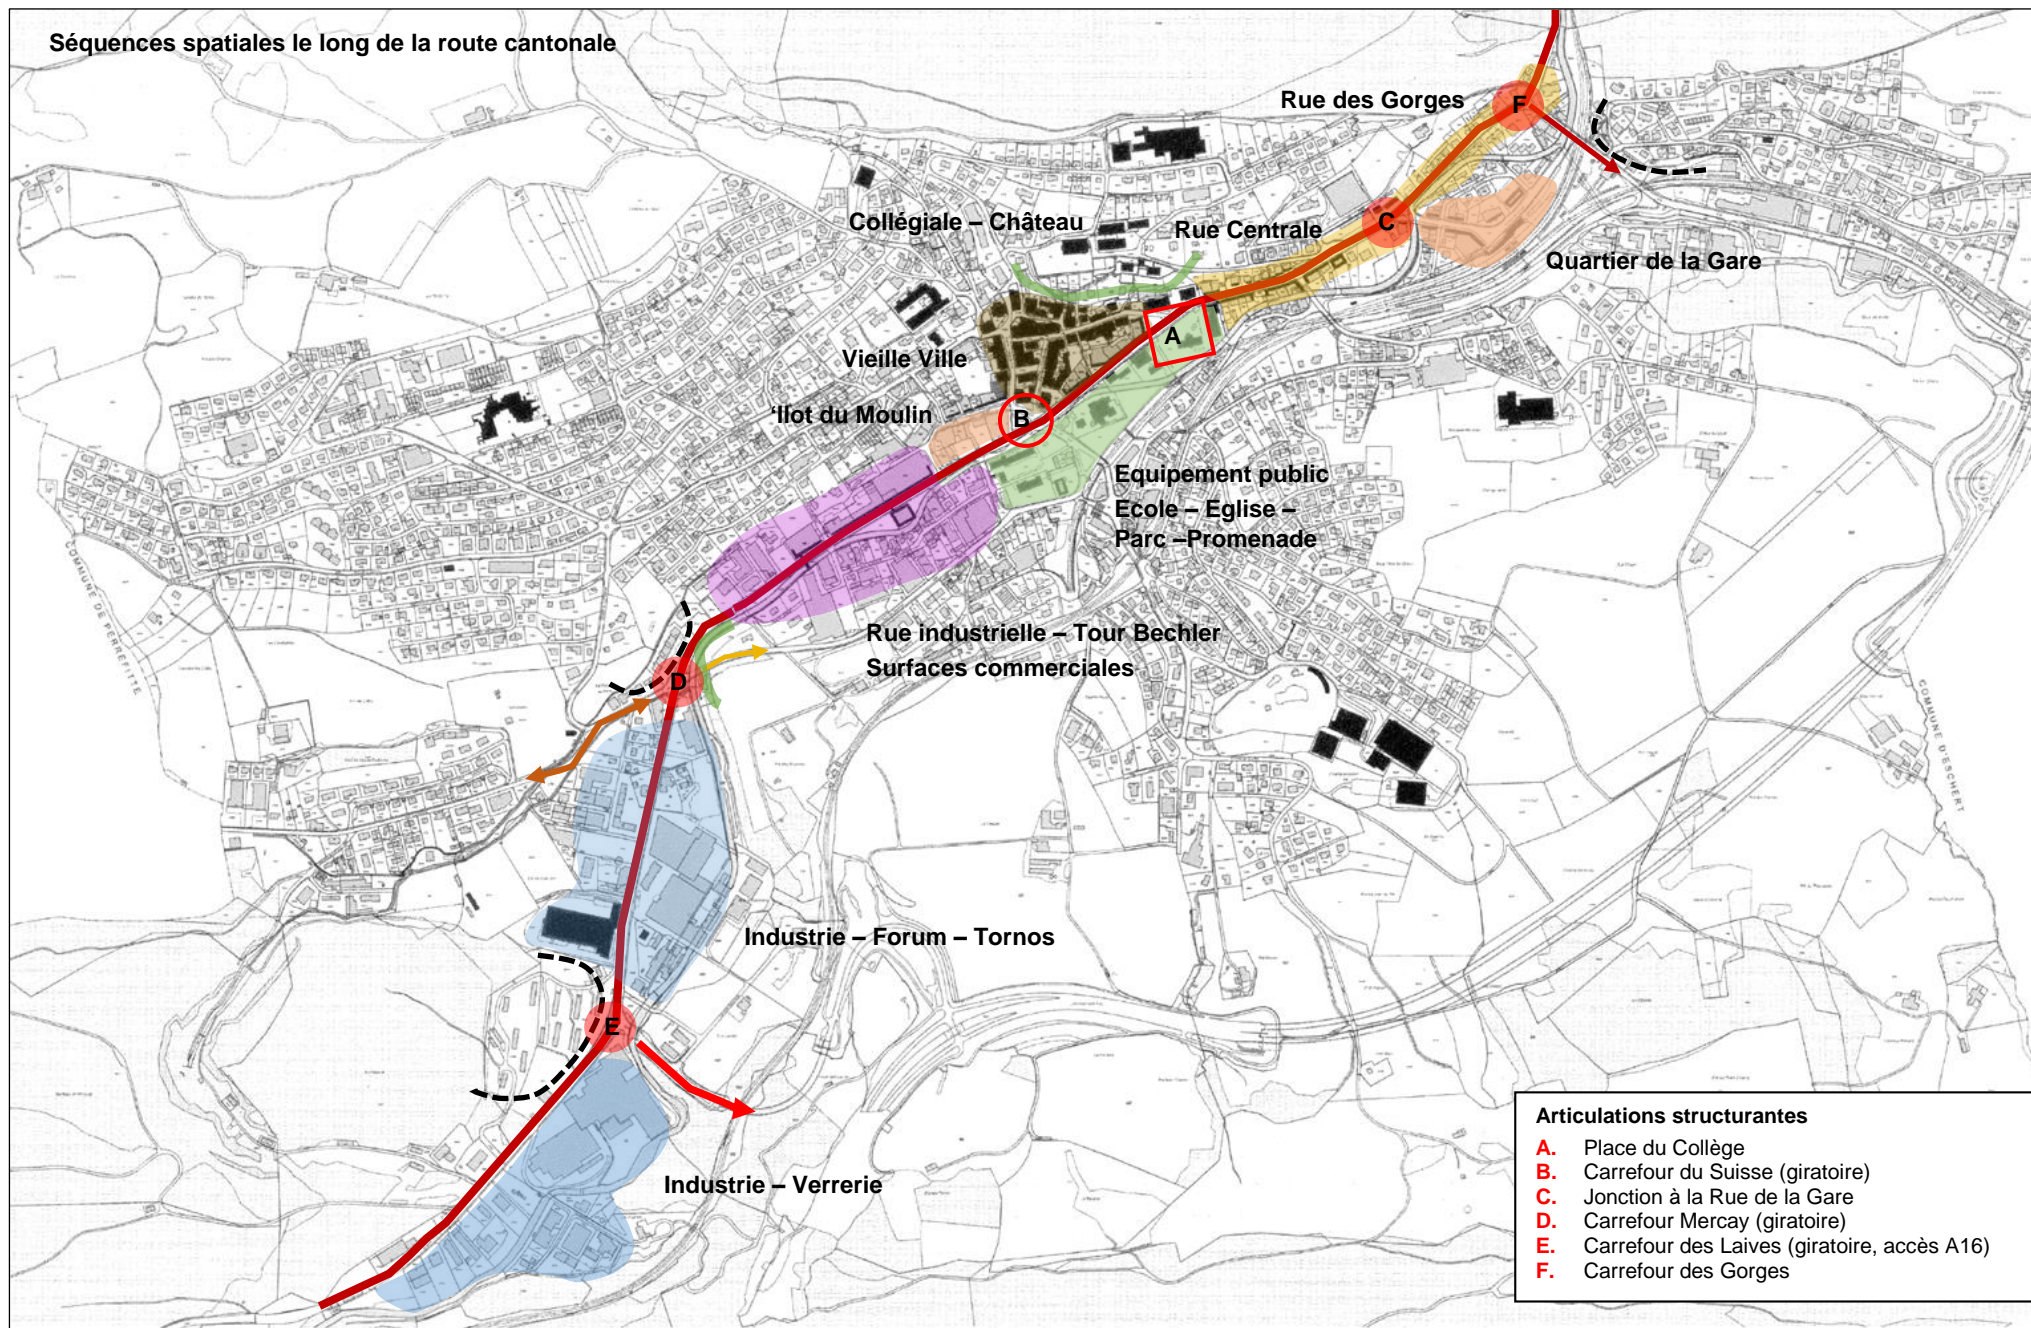 Séquences spatiales le long de la route cantonale
Rue des Gorges
F
Collégiale – Château
Rue Centrale
C
Quartier de la Gare
A
Vieille Ville
'Ilot du Moulin
B
Equipement public
Ecole – Eglise –
Parc –Promenade
COMMUNE DE PERREFITTE
Rue industrielle – Tour Bechler
Surfaces commerciales
D
COMMUNE D'ESCHERT
Industrie – Forum – Tornos
E
Industrie – Verrerie
Articulations structurantes
A. Place du Collège
B. Carrefour du Suisse (giratoire)
C. Jonction à la Rue de la Gare
D. Carrefour Mercay (giratoire)
E. Carrefour des Laives (giratoire, accès A16)
F. Carrefour des Gorges